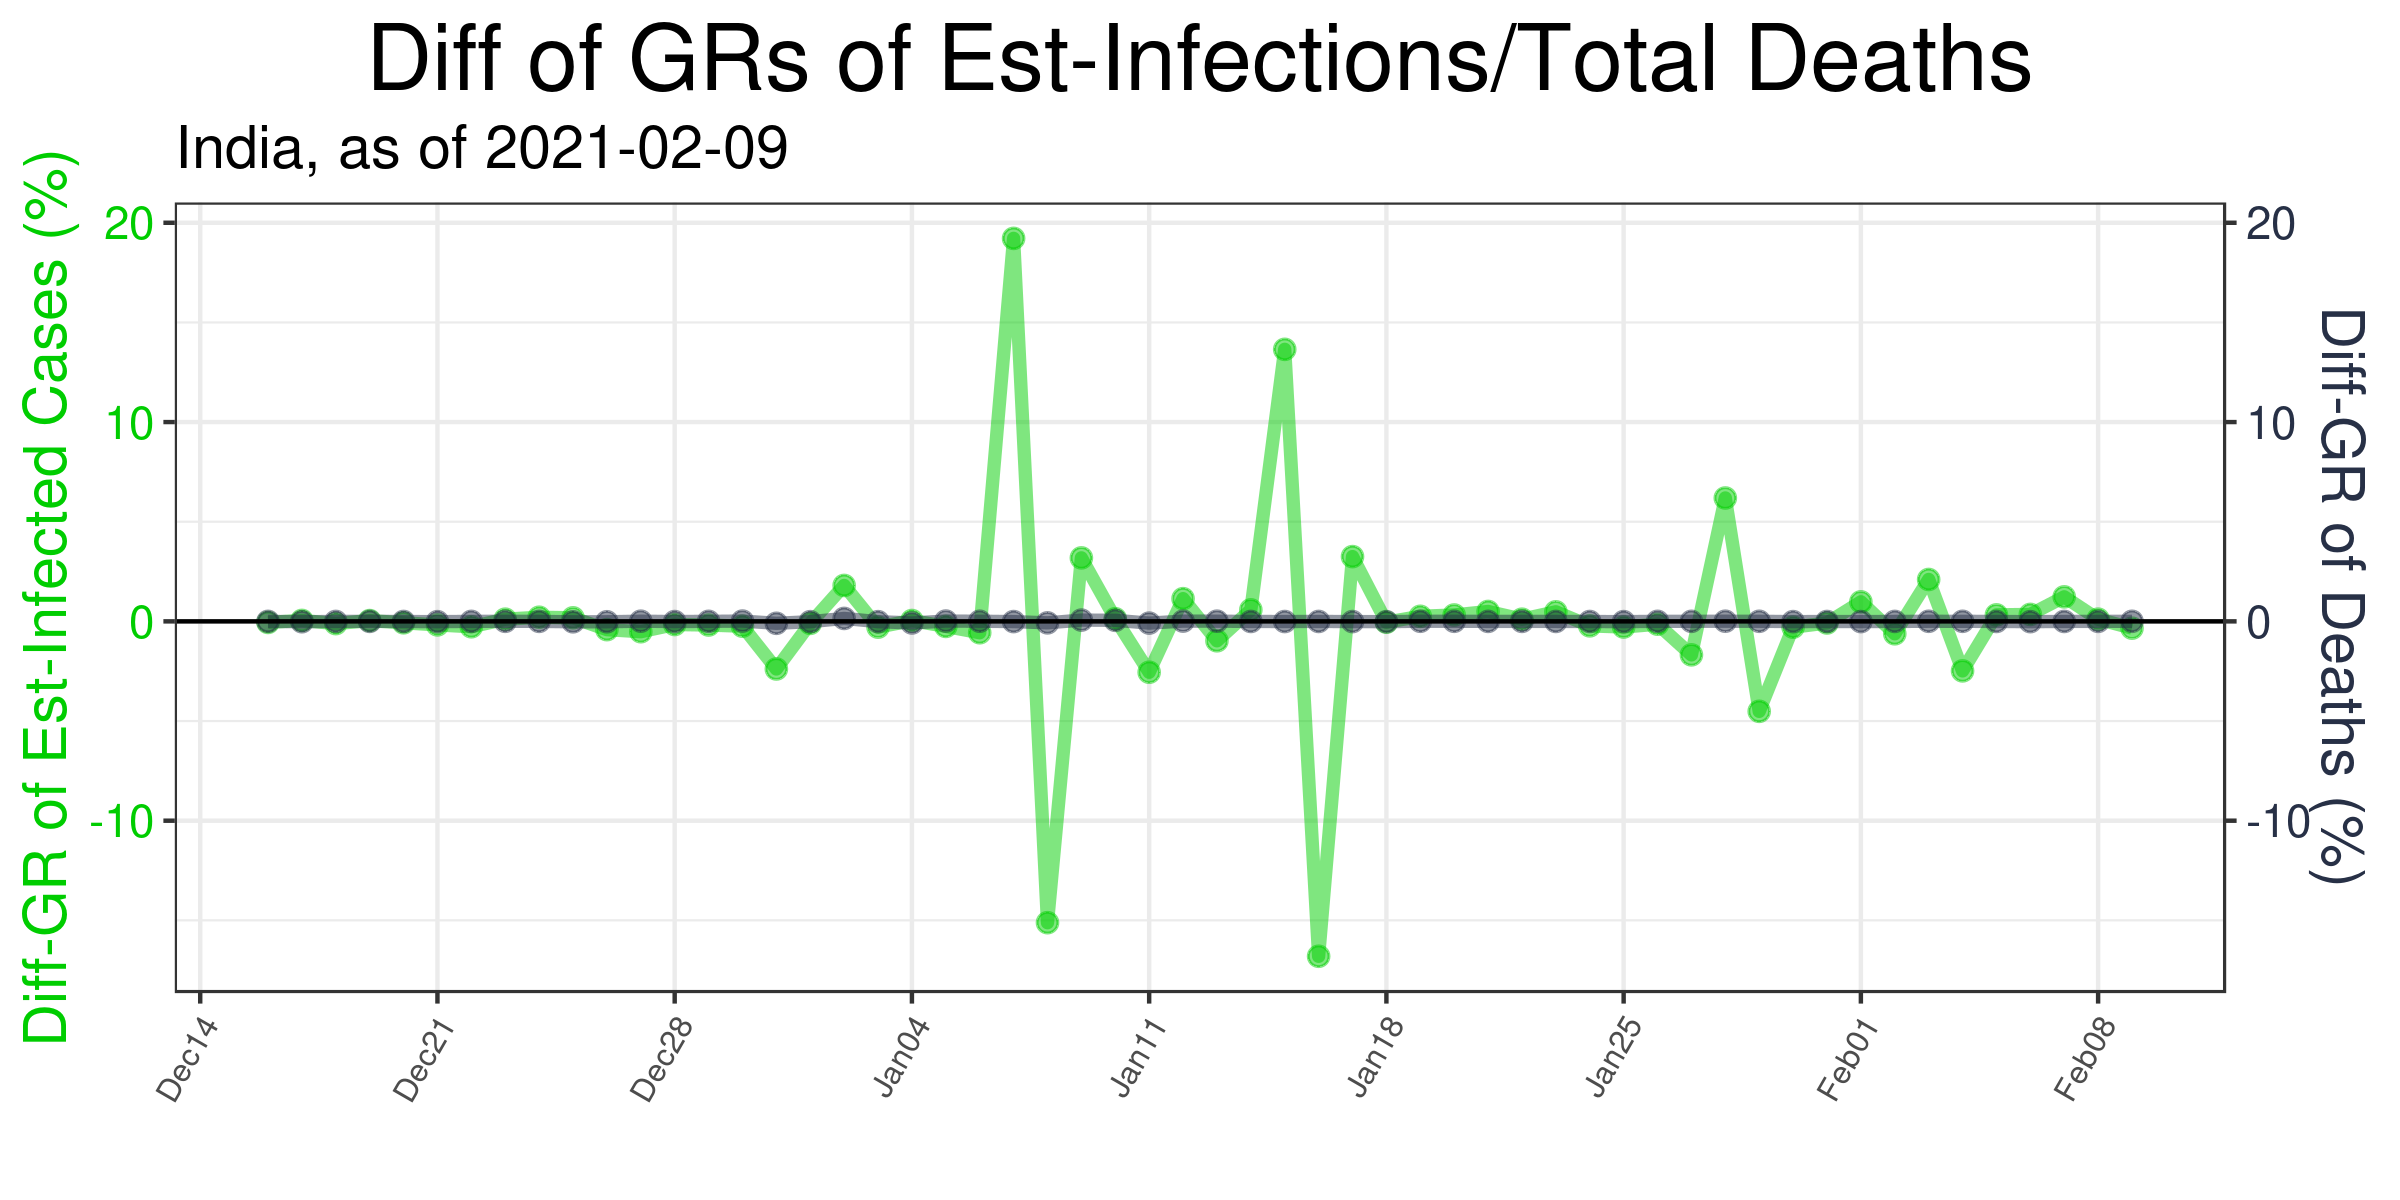 Diff of GRs of Est-Infections/Total Deaths
India, as of 2021-02-09
Diff-GR of Est-Infected Cases (%)
20
10
0
-10
20
10
0
-10
Diff-GR of Deaths (%)
Dec14
Dec21
Dec28
Jan04
Jan11
Jan18
Jan25
Feb01
Feb08